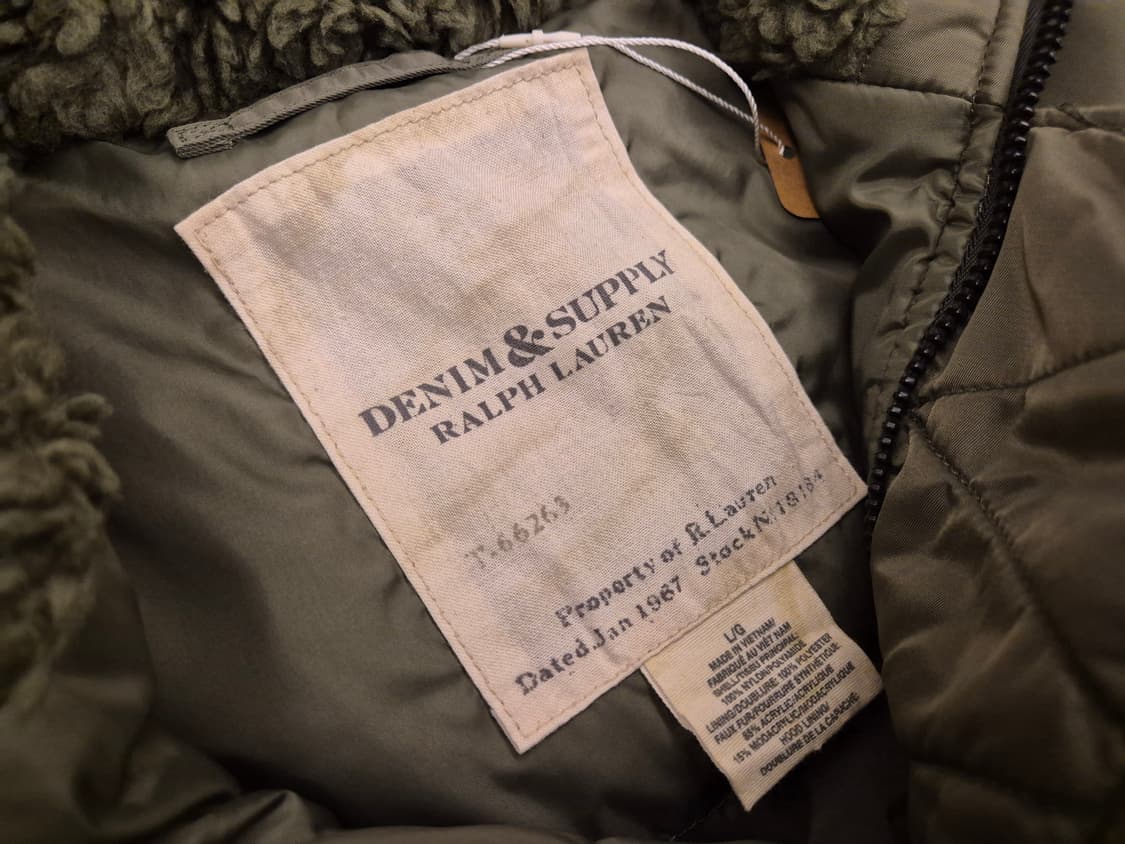 DENIM & SUPPLY
RALPH LAUREN
T-66263
Property of R.Lauren
Dated Jan 1967 Stock N 18184
L/G
MADE IN VIETNAM/
FABRIQUÉ AU VIÊT NAM
SHELL/TISSU PRINCIPAL:
100% NYLON/POLYAMIDE
LINING/DOUBLURE: 100% POLYESTER
FAUX FUR/FOURRURE SYNTHÉTIQUE:
85% ACRYLIC/ACRYLIQUE
15% MODACRYLIC/MODACRYLIQUE
HOOD LINING/
DOUBLURE DE LA CAPUCHE: